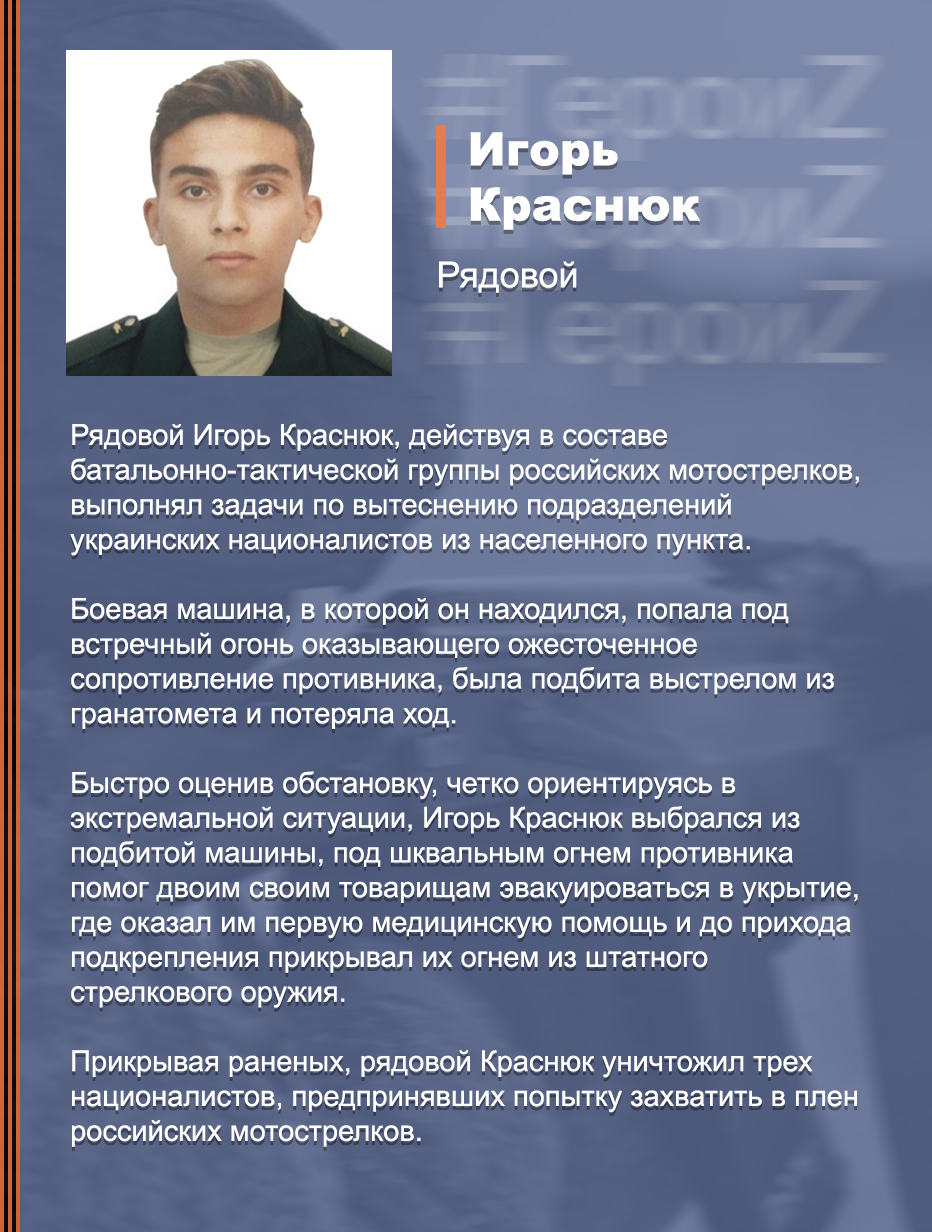 #ГероиZ
#ГероиZ
#ГероиZ
Игорь
Краснюк
Рядовой
Рядовой Игорь Краснюк, действуя в составе
батальонно-тактической группы российских мотострелков,
выполнял задачи по вытеснению подразделений
украинских националистов из населенного пункта.
Боевая машина, в которой он находился, попала под
встречный огонь оказывающего ожесточенное
сопротивление противника, была подбита выстрелом из
гранатомета и потеряла ход.
Быстро оценив обстановку, четко ориентируясь в
экстремальной ситуации, Игорь Краснюк выбрался из
подбитой машины, под шквальным огнем противника
помог двоим своим товарищам эвакуироваться в укрытие,
где оказал им первую медицинскую помощь и до прихода
подкрепления прикрывал их огнем из штатного
стрелкового оружия.
Прикрывая раненых, рядовой Краснюк уничтожил трех
националистов, предпринявших попытку захватить в плен
российских мотострелков.